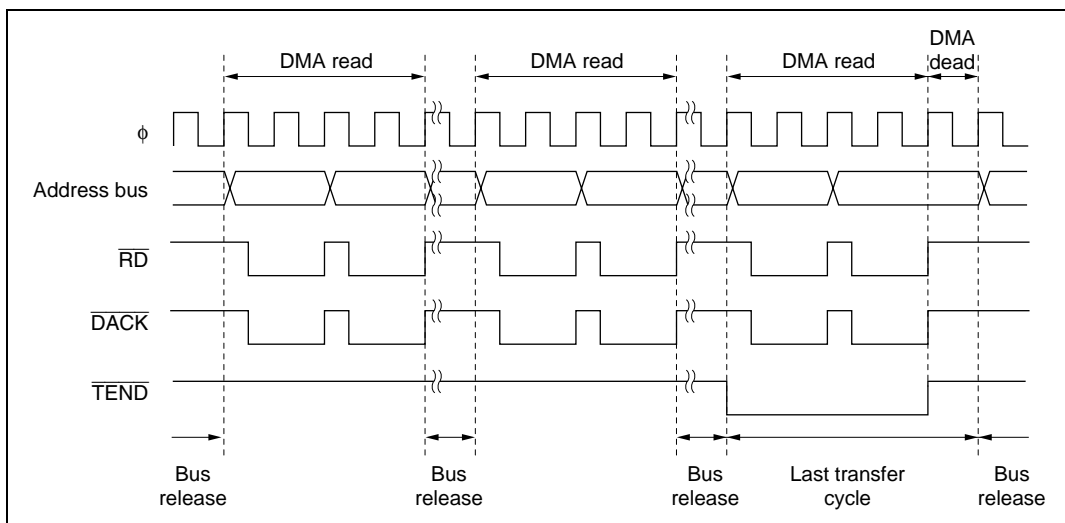 DMA read
DMA read
DMA read
DMA
dead
ϕ
Address bus
RD
DACK
TEND
Bus
release
Bus
release
Bus
release
Last transfer
cycle
Bus
release